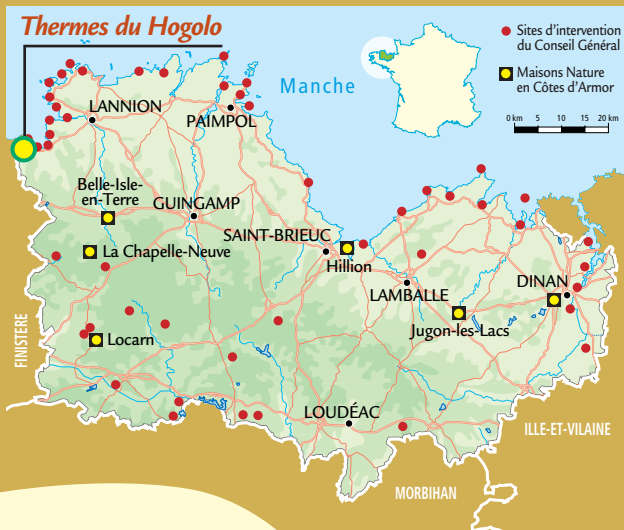 Thermes du Hogolo
Sites d'intervention
du Conseil Général
Maisons Nature
en Côtes d'Armor
0 km 5 10 15 20 km
Manche
LANNION
PAIMPOL
Belle-Isle-
en-Terre
GUINGAMP
La Chapelle-Neuve
SAINT-BRIEUC
Hillion
LAMBALLE
DINAN
Jugon-les-Lacs
Locarn
FINISTÈRE
LOUDÉAC
ILLE-ET-VILAINE
MORBIHAN